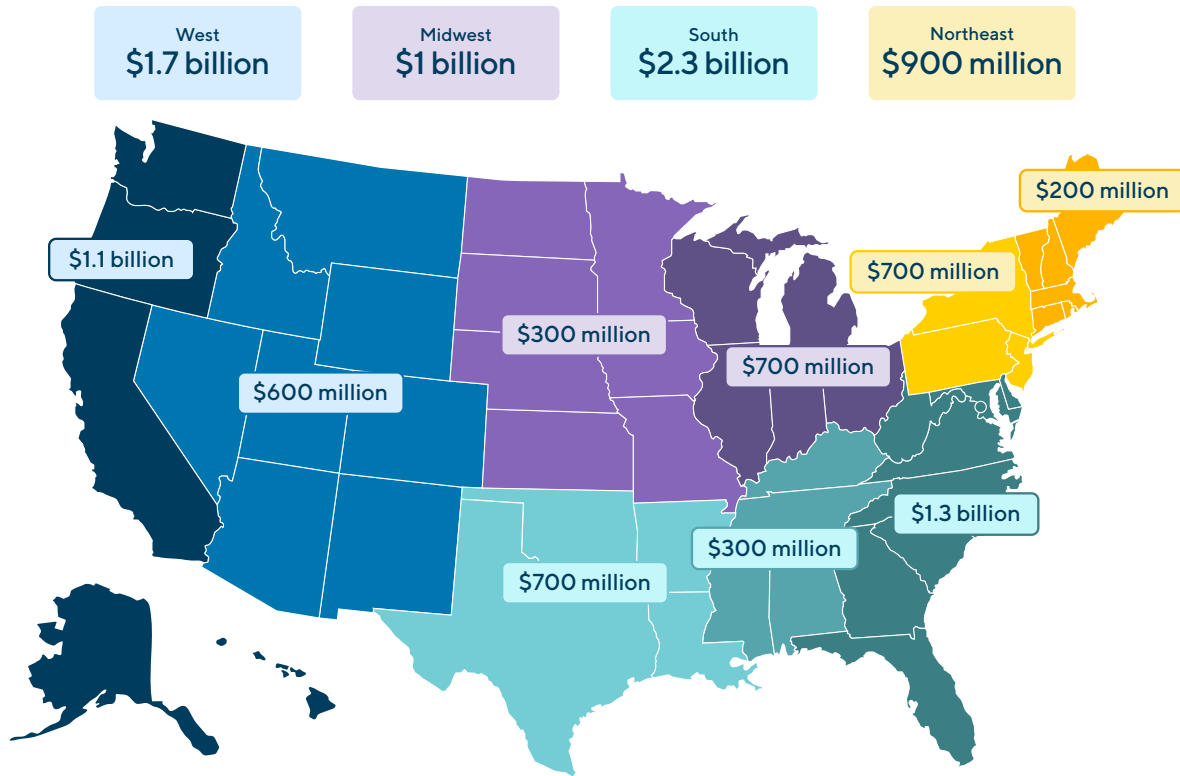 West
$1.7 billion
Midwest
$1 billion
South
$2.3 billion
Northeast
$900 million
$200 million
$1.1 billion
$700 million
$300 million
$700 million
$600 million
$1.3 billion
$300 million
$700 million